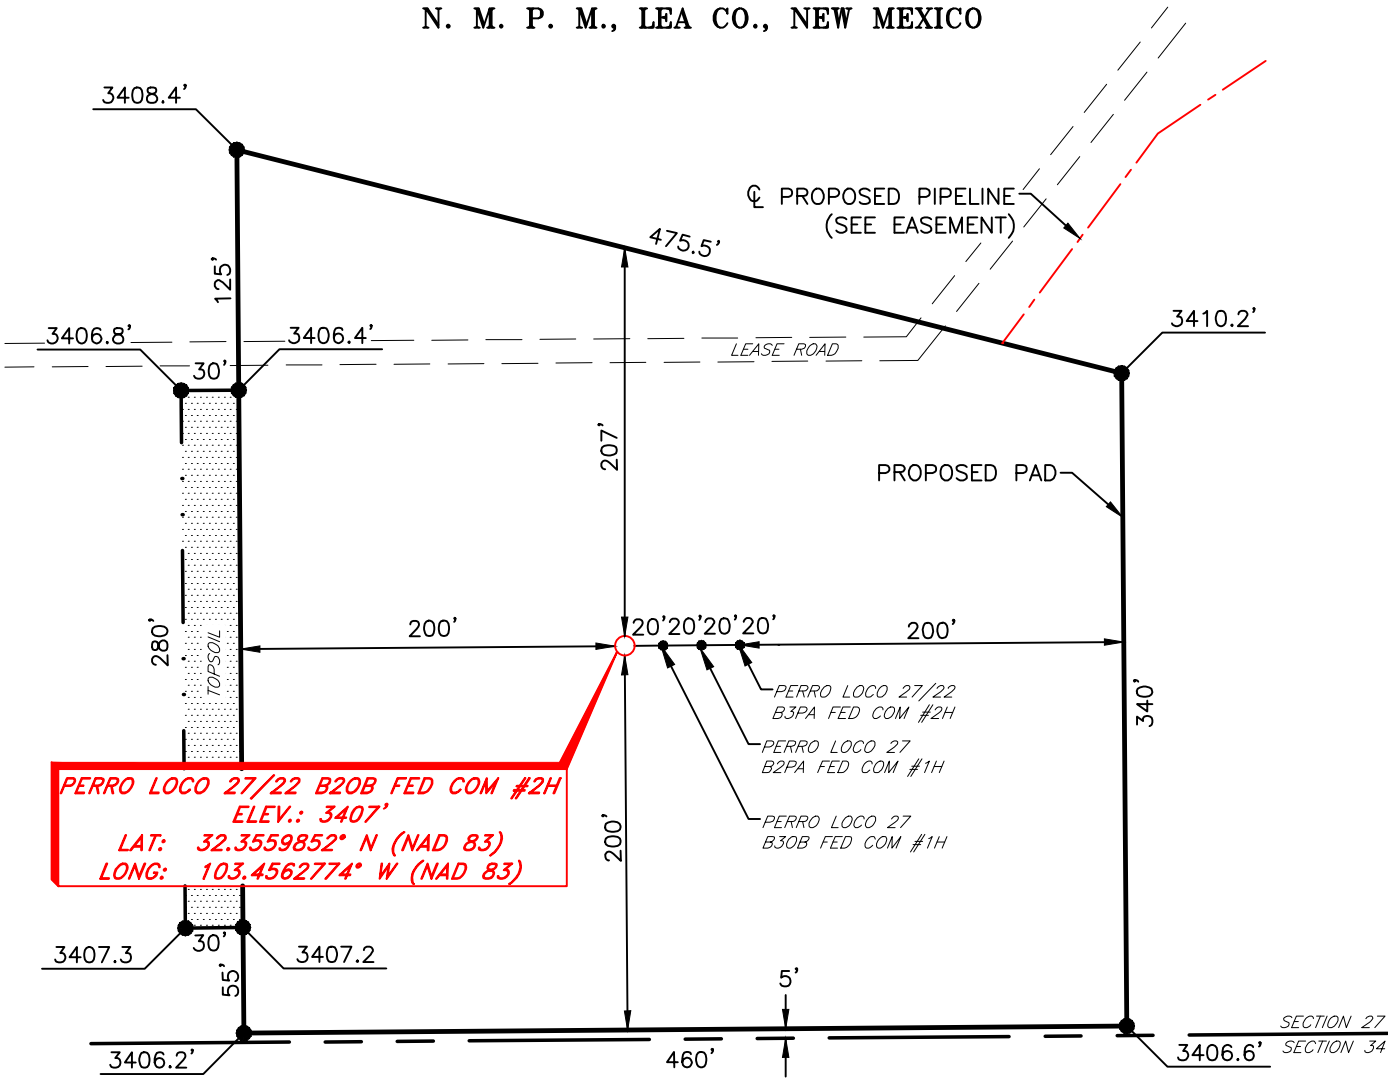 N. M. P. M., LEA CO., NEW MEXICO
3408.4'
℄ PROPOSED PIPELINE
(SEE EASEMENT)
475.5'
125'
3406.8'
3406.4'
3410.2'
LEASE ROAD
30'
207'
PROPOSED PAD
280'
TOPSOIL
200'
20'
20'
20'
20'
200'
340'
PERRO LOCO 27/22
B3PA FED COM #2H
PERRO LOCO 27
B2PA FED COM #1H
PERRO LOCO 27
B3OB FED COM #1H
PERRO LOCO 27/22 B2OB FED COM #2H
ELEV.: 3407'
LAT: 32.3559852° N (NAD 83)
LONG: 103.4562774° W (NAD 83)
200'
30'
3407.3
3407.2
55'
5'
SECTION 27
SECTION 34
3406.2'
460'
3406.6'